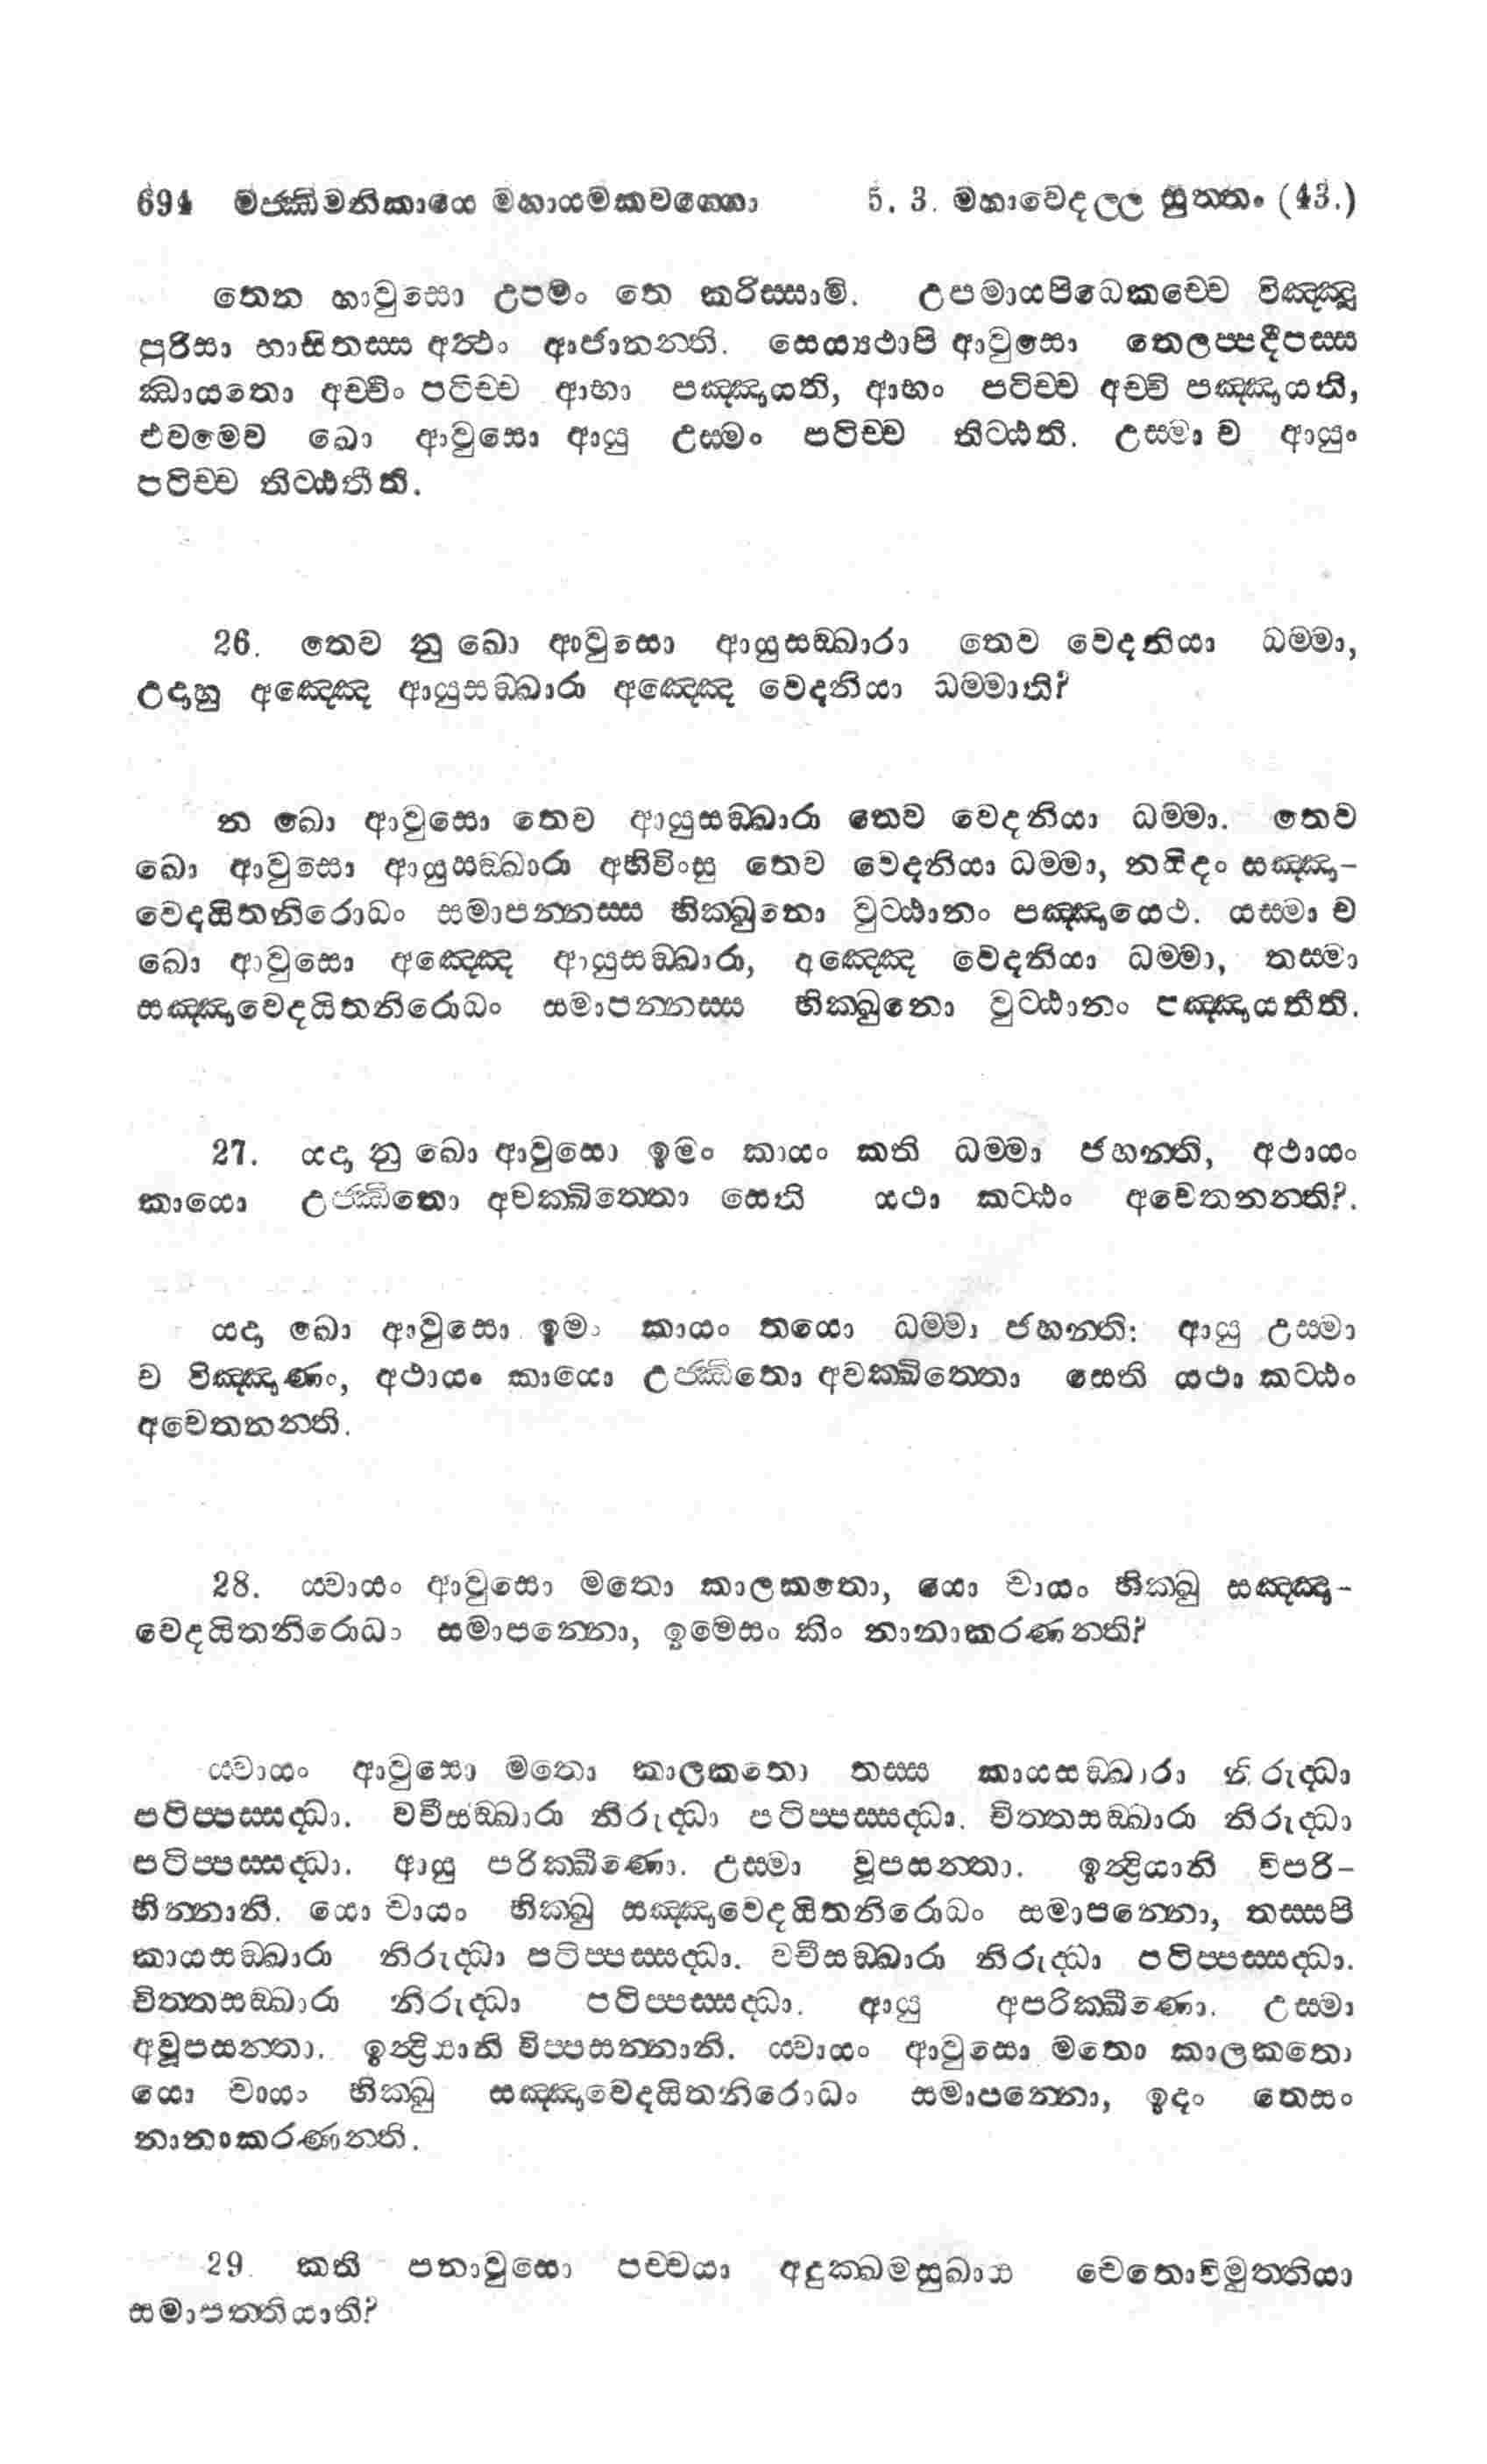 694 මජ්ඣිමනිකායෙ මහායමකවග්ගො 5. 3. මහාවෙදල්ල සුත්තං (43.)
තෙන හාවුසො උපමං තෙ කරිස්සාමි. උපමායපිධෙකච්චෙ විඤ්ඤූ
පුරිසා භාසිතස්ස අත්ථං ආජානන්ති. සෙය්‍යථාපි ආවුසො තෙලප්පදීපස්ස
ඣායතො අච්චිං පටිච්ච ආභා පඤ්ඤායති, ආභං පටිච්ච අච්චි පඤ්ඤායති,
එවමෙව ඛො ආවුසො ආයු උස්මං පටිච්ච තිට්ඨති. උස්මා ච ආයුං
පටිච්ච තිට්ඨතීති.
26. තෙව නු ඛො ආවුසො ආයුසඞ්ඛාරා තෙව වෙදනියා ධම්මා,
උදාහු අඤ්ඤෙ ආයුසඞ්ඛාරා අඤ්ඤෙ වෙදනියා ධම්මාති?
න ඛො ආවුසො තෙව ආයුසඞ්ඛාරා තෙව වෙදනියා ධම්මා. තෙව
ඛො ආවුසො ආයුසඞ්ඛාරා අභිවිංසු තෙව වෙදනියා ධම්මා, නයිදං සඤ්ඤා-
වෙදයිතනිරොධං සමාපන්නස්ස භික්ඛුනො වුට්ඨානං පඤ්ඤායෙථ. යස්මා ච
ඛො ආවුසො අඤ්ඤෙ ආයුසඞ්ඛාරා, අඤ්ඤෙ වෙදනියා ධම්මා, තස්මා
සඤ්ඤාවෙදයිතනිරොධං සමාපන්නස්ස භික්ඛුනො වුට්ඨානං පඤ්ඤායතීති.
27. යදා නු ඛො ආවුසො ඉමං කායං කති ධම්මා ජහන්ති, අථායං
කායො උජ්ඣිතො අවක්ඛිත්තො සෙති යථා කට්ඨං අචෙතනන්ති?.
යදා ඛො ආවුසො ඉමං කායං තයො ධම්මා ජහන්ති: ආයු උස්මා
ච විඤ්ඤාණං, අථායං කායො උජ්ඣිතො අවක්ඛිත්තො සෙති යථා කට්ඨං
අචෙතනන්ති.
28. ය්වායං ආවුසො මතො කාලකතො, යො චායං භික්ඛු සඤ්ඤා-
වෙදයිතනිරොධං සමාපන්නො, ඉමෙසං කිං නානාකරණන්ති?
ය්වායං ආවුසො මතො කාලකතො තස්ස කායසඞ්ඛාරා නිරුද්ධා
පටිප්පස්සද්ධා. වචීසඞ්ඛාරා නිරුද්ධා පටිප්පස්සද්ධා. චිත්තසඞ්ඛාරා නිරුද්ධා
පටිප්පස්සද්ධා. ආයු පරික්ඛීණො. උස්මා වූපසන්තා. ඉන්ද්‍රියානි විපරි-
භින්නානි. යො චායං භික්ඛු සඤ්ඤාවෙදයිතනිරොධං සමාපන්නො, තස්සපි
කායසඞ්ඛාරා නිරුද්ධා පටිප්පස්සද්ධා. වචීසඞ්ඛාරා නිරුද්ධා පටිප්පස්සද්ධා.
චිත්තසඞ්ඛාරා නිරුද්ධා පටිප්පස්සද්ධා. ආයු අපරික්ඛීණො. උස්මා
අවූපසන්තා. ඉන්ද්‍රියානි විප්පසන්නානි. ය්වායං ආවුසො මතො කාලකතො
යො චායං භික්ඛු සඤ්ඤාවෙදයිතනිරොධං සමාපන්නො, ඉදං තෙසං
නානාකරණන්ති.
29. කති පනාවුසො පච්චයා අදුක්ඛමසුඛාය චෙතොවිමුත්තියා
සමාපත්තියාති?